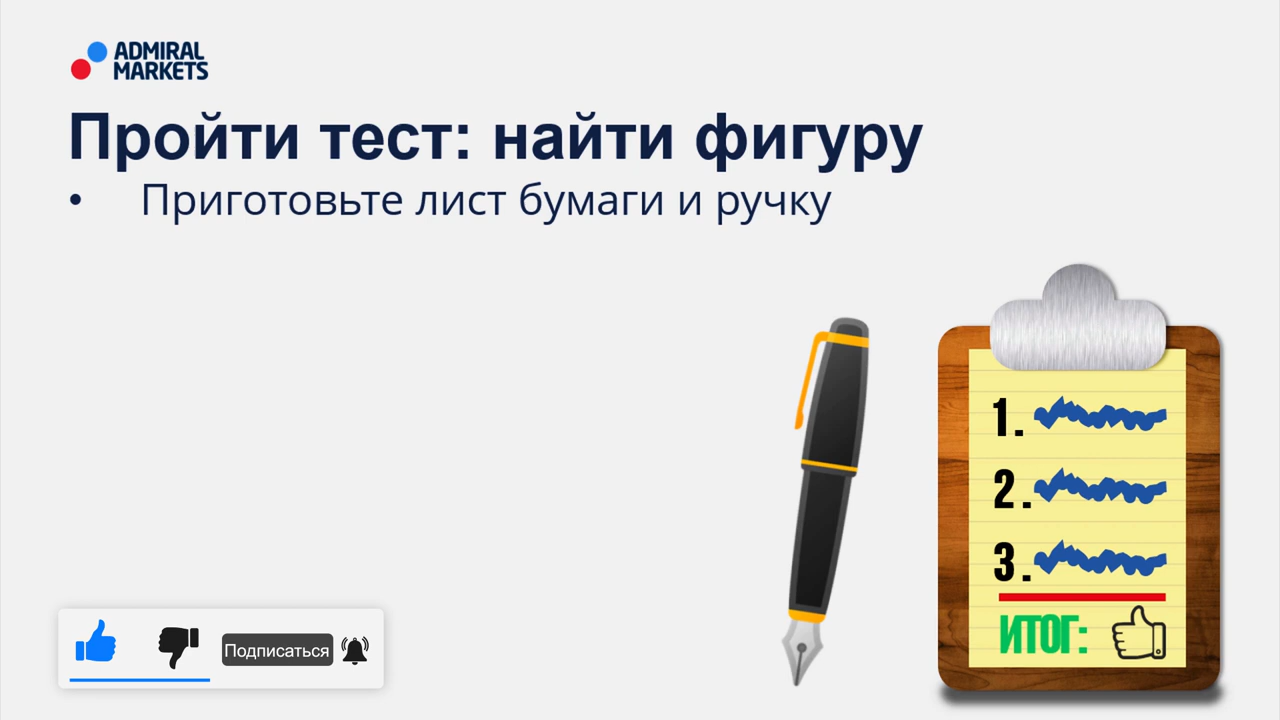 ADMIRAL
MARKETS
Пройти тест: найти фигуру
• Приготовьте лист бумаги и ручку
1.
2.
3.
ИТОГ:
Подписаться